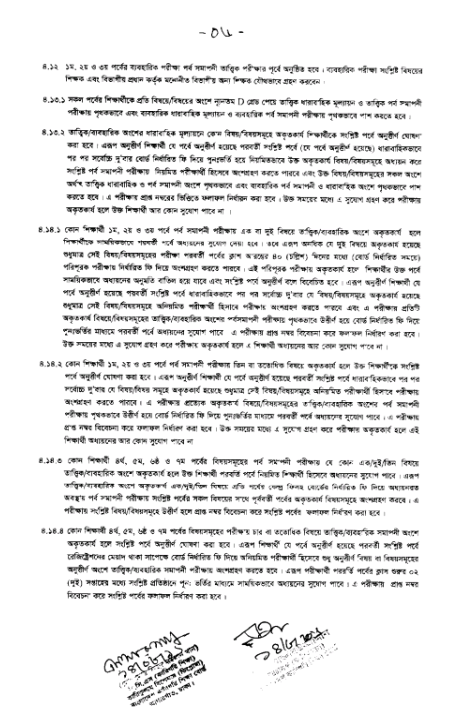 - ০৬ -
৪.১২ ১ম, ২য় ও ৩য় পর্বের ব্যবহারিক পরীক্ষা পর্ব সমাপনী তাত্ত্বিক পরীক্ষার পূর্বে অনুষ্ঠিত হবে। ব্যবহারিক পরীক্ষা সংশ্লিষ্ট বিষয়ের
শিক্ষক এবং বিভাগীয় প্রধান কর্তৃক মনোনীত বিভাগীয় অন্য শিক্ষক যৌথভাবে গ্রহণ করবেন।
৪.১৩.১ সকল পর্বের শিক্ষার্থীকে প্রতি বিষয়ে/বিষয়ের অংশে ন্যূনতম D গ্রেড পেয়ে তাত্ত্বিক ধারাবাহিক মূল্যায়ন ও তাত্ত্বিক পর্ব সমাপনী
পরীক্ষায় পৃথকভাবে এবং ব্যবহারিক ধারাবাহিক মূল্যায়ন ও ব্যবহারিক পর্ব সমাপনী পরীক্ষায় পৃথকভাবে পাশ করতে হবে।
৪.১৩.২ তাত্ত্বিক/ব্যবহারিক অংশের ধারাবাহিক মূল্যায়নে কোন বিষয়/বিষয়সমূহে অকৃতকার্য শিক্ষার্থীকে সংশ্লিষ্ট পর্বে অনুত্তীর্ণ ঘোষণা
করা হবে। এরূপ অনুত্তীর্ণ শিক্ষার্থী যে পর্বে অনুত্তীর্ণ হয়েছে পরবর্তী সংশ্লিষ্ট পর্বে (যে পর্বে অনুত্তীর্ণ হয়েছে) ধারাবাহিকভাবে
পর পর সর্বোচ্চ দু'বার বোর্ড নির্ধারিত ফি দিয়ে পুনঃভর্তি হয়ে নিয়মিতভাবে উক্ত অকৃতকার্য বিষয়/বিষয়সমূহে অধ্যয়ন করে
সংশ্লিষ্ট পর্ব সমাপনী পরীক্ষায় নিয়মিত পরীক্ষার্থী হিসেবে অংশগ্রহণ করতে পারবে এবং উক্ত বিষয়/বিষয়সমূহের সকল অংশে
অর্থাৎ তাত্ত্বিক ধারাবাহিক ও পর্ব সমাপনী অংশে পৃথকভাবে এবং ব্যবহারিক পর্ব সমাপনী ও ধারাবাহিক অংশে পৃথকভাবে পাশ
করতে হবে। এ পরীক্ষায় প্রাপ্ত নম্বরের ভিত্তিতে ফলাফল নির্ধারণ করা হবে। উক্ত সময়ের মধ্যে এ সুযোগ গ্রহণ করে পরীক্ষায়
অকৃতকার্য হলে উক্ত শিক্ষার্থী আর কোন সুযোগ পাবে না।
৪.১৪.১ কোন শিক্ষার্থী ১ম, ২য় ও ৩য় পর্বে পর্ব সমাপনী পরীক্ষায় এক বা দুই বিষয়ে তাত্ত্বিক/ব্যবহারিক অংশে অকৃতকার্য হলে
শিক্ষার্থীকে সাময়িকভাবে পরবর্তী পর্বে অধ্যয়নের সুযোগ দেয়া হবে। তবে এরূপ অনধিক যে দুই বিষয়ে অকৃতকার্য হয়েছে
শুধুমাত্র সেই বিষয়/বিষয়সমূহের পরীক্ষা পরবর্তী পর্বের ক্লাশ আরম্ভের ৪০ (চল্লিশ) দিনের মধ্যে (বোর্ড নির্ধারিত সময়ে)
পরিপূরক পরীক্ষায় নির্ধারিত ফি দিয়ে অংশগ্রহণ করতে পারবে। এই পরিপূরক পরীক্ষায় অকৃতকার্য হলে শিক্ষার্থীর উক্ত পর্বে
সাময়িকভাবে অধ্যয়নের অনুমতি বাতিল হয়ে যাবে এবং সংশ্লিষ্ট পর্বে অনুত্তীর্ণ বলে বিবেচিত হবে। এরূপ অনুত্তীর্ণ শিক্ষার্থী যে
পর্বে অনুত্তীর্ণ হয়েছে পরবর্তী সংশ্লিষ্ট পর্বে ধারাবাহিকভাবে পর পর সর্বোচ্চ দু'বার যে বিষয়/বিষয়সমূহে অকৃতকার্য হয়েছে
শুধুমাত্র সেই বিষয়/বিষয়সমূহে অনিয়মিত পরীক্ষার্থী হিসাবে পরীক্ষায় অংশগ্রহণ করতে পারবে এবং এ পরীক্ষায় প্রতিটি
অকৃতকার্য বিষয়/বিষয়সমূহের তাত্ত্বিক/ব্যবহারিক অংশের পর্বসমাপনী পরীক্ষায় পৃথকভাবে উত্তীর্ণ হয়ে বোর্ড নির্ধারিত ফি দিয়ে
পুনঃভর্তির মাধ্যমে পরবর্তী পর্বে অধ্যয়নের সুযোগ পাবে। এ পরীক্ষায় প্রাপ্ত নম্বর বিবেচনা করে ফলাফল নির্ধারণ করা হবে।
উক্ত সময়ের মধ্যে এ সুযোগ গ্রহণ করে পরীক্ষায় অকৃতকার্য হলে এ শিক্ষার্থী অধ্যয়নের আর কোন সুযোগ পাবে না।
৪.১৪.২ কোন শিক্ষার্থী ১ম, ২য় ও ৩য় পর্বে পর্ব সমাপনী পরীক্ষায় তিন বা ততোধিক বিষয়ে অকৃতকার্য হলে উক্ত শিক্ষার্থীকে সংশ্লিষ্ট
পর্বে অনুত্তীর্ণ ঘোষণা করা হবে। এরূপ অনুত্তীর্ণ শিক্ষার্থী যে পর্বে অনুত্তীর্ণ হয়েছে পরবর্তী সংশ্লিষ্ট পর্বে ধারাবাহিকভাবে পর পর
সর্বোচ্চ দু'বার যে বিষয়/বিষয় সমূহে অকৃতকার্য হয়েছে শুধুমাত্র সেই বিষয়/বিষয়সমূহে অনিয়মিত পরীক্ষার্থী হিসাবে পরীক্ষায়
অংশগ্রহণ করতে পারবে। এ পরীক্ষায় প্রত্যেক অকৃতকার্য বিষয়ে/বিষয়সমূহের তাত্ত্বিক/ব্যবহারিক অংশের পর্ব সমাপনী
পরীক্ষায় পৃথকভাবে উত্তীর্ণ হয়ে বোর্ড নির্ধারিত ফি দিয়ে পুনঃভর্তির মাধ্যমে পরবর্তী পর্বে অধ্যয়নের সুযোগ পাবে। এ পরীক্ষায়
প্রাপ্ত নম্বর বিবেচনা করে ফলাফল নির্ধারণ করা হবে। উক্ত সময়ের মধ্যে এ সুযোগ গ্রহণ করে পরীক্ষায় অকৃতকার্য হলে এই
শিক্ষার্থী অধ্যয়নের আর কোন সুযোগ পাবে না
৪.১৪.৩ কোন শিক্ষার্থী ৪র্থ, ৫ম, ৬ষ্ঠ ও ৭ম পর্বের বিষয়সমূহের পর্ব সমাপনী পরীক্ষায় যে কোন এক/দুই/তিন বিষয়ে
তাত্ত্বিক/ব্যবহারিক অংশে অকৃতকার্য হলে উক্ত শিক্ষার্থী পরবর্তী পর্বে নিয়মিত শিক্ষার্থী হিসেবে অধ্যয়নের সুযোগ পাবে। এরূপ
তাত্ত্বিক/ব্যবহারিক অংশে অকৃতকার্য এক/দুই/তিন বিষয়ে প্রতি পর্বের কেন্দ্র ফিসহ বোর্ডের নির্ধারিত ফি দিয়ে অধ্যয়নরত
অবস্থায় পর্ব সমাপনী পরীক্ষায় সংশ্লিষ্ট পর্বের সকল বিষয়ের সাথে পূর্ববর্তী পর্বের অকৃতকার্য বিষয়সমূহে অংশগ্রহণ করবে। এ
পরীক্ষায় সংশ্লিষ্ট বিষয়/বিষয়সমূহে উত্তীর্ণ হলে প্রাপ্ত নম্বর বিবেচনা করে সংশ্লিষ্ট পর্বের ফলাফল নির্ধারণ করা হবে।
৪.১৪.৪ কোন শিক্ষার্থী ৪র্থ, ৫ম, ৬ষ্ঠ ও ৭ম পর্বের বিষয়সমূহের পরীক্ষায় চার বা ততোধিক বিষয়ে তাত্ত্বিক/ব্যবহারিক সমাপনী অংশে
অকৃতকার্য হলে সংশ্লিষ্ট পর্বে অনুত্তীর্ণ ঘোষণা করা হবে। এরূপ শিক্ষার্থী যে পর্বে অনুত্তীর্ণ হয়েছে পরবর্তী সংশ্লিষ্ট পর্বে
রেজিস্ট্রেশনের মেয়াদ থাকা সাপেক্ষে বোর্ড নির্ধারিত ফি দিয়ে অনিয়মিত পরীক্ষার্থী হিসেবে শুধু অনুত্তীর্ণ বিষয় বা বিষয়সমূহের
অনুত্তীর্ণ অংশে তাত্ত্বিক/ব্যবহারিক সমাপনী পরীক্ষায় অংশগ্রহণ করতে হবে। এরূপ পরীক্ষার্থী পরবর্তি পর্বের ক্লাশ শুরুর ০২
(দুই) সপ্তাহের মধ্যে সংশ্লিষ্ট প্রতিষ্ঠানে পুন: ভর্তির মাধ্যমে সাময়িকভাবে অধ্যয়নের সুযোগ পাবে। এ পরীক্ষায় প্রাপ্ত নম্বর
বিবেচনা করে সংশ্লিষ্ট পর্বের ফলাফল নির্ধারণ করা হবে।